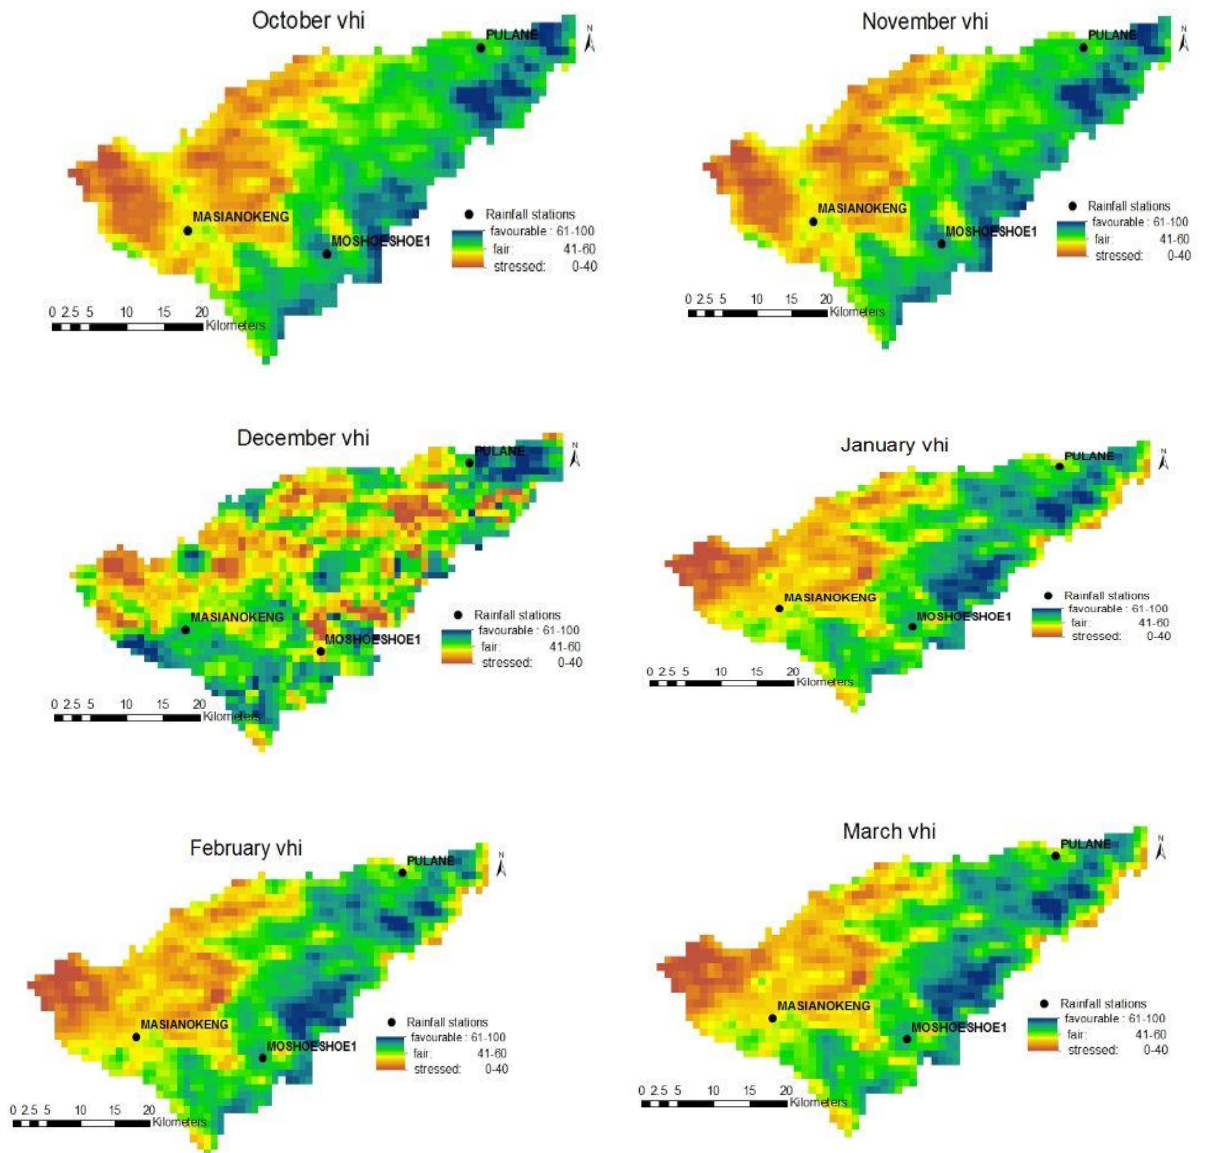 October vhi
PULANE
N
MASIANOKENG
MOSHOESHOE1
Rainfall stations
favourable : 61-100
fair: 41-60
stressed: 0-40
0 2.5 5 10 15 20
Kilometers
November vhi
PULANE
N
MASIANOKENG
MOSHOESHOE1
Rainfall stations
favourable : 61-100
fair: 41-60
stressed: 0-40
0 2.5 5 10 15 20
Kilometers
December vhi
PULANE
N
MASIANOKENG
MOSHOESHOE1
Rainfall stations
favourable : 61-100
fair: 41-60
stressed: 0-40
0 2.5 5 10 15 20
Kilometers
January vhi
PULANE
N
MASIANOKENG
MOSHOESHOE1
Rainfall stations
favourable : 61-100
fair: 41-60
stressed: 0-40
0 2.5 5 10 15 20
Kilometers
February vhi
PULANE
N
MASIANOKENG
MOSHOESHOE1
Rainfall stations
favourable : 61-100
fair: 41-60
stressed: 0-40
0 2.5 5 10 15 20
Kilometers
March vhi
PULANE
N
MASIANOKENG
MOSHOESHOE1
Rainfall stations
favourable : 61-100
fair: 41-60
stressed: 0-40
0 2.5 5 10 15 20
Kilometers